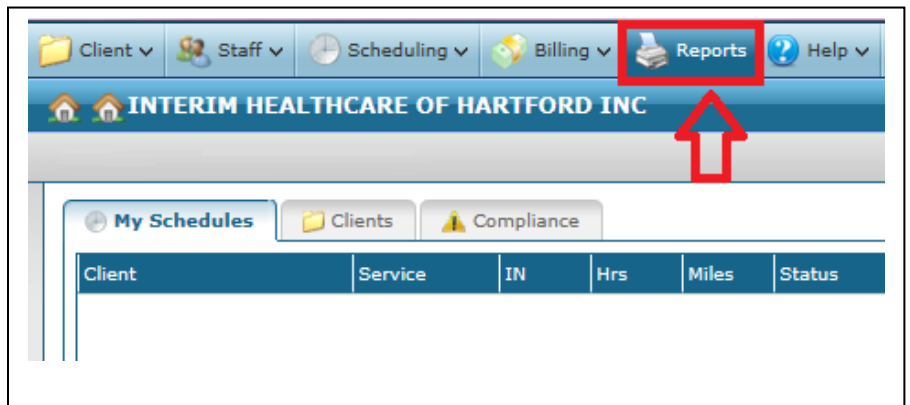 Client Staff Scheduling Billing Reports Help
INTERIM HEALTHCARE OF HARTFORD INC
My Schedules Clients Compliance
Client Service IN Hrs Miles Status